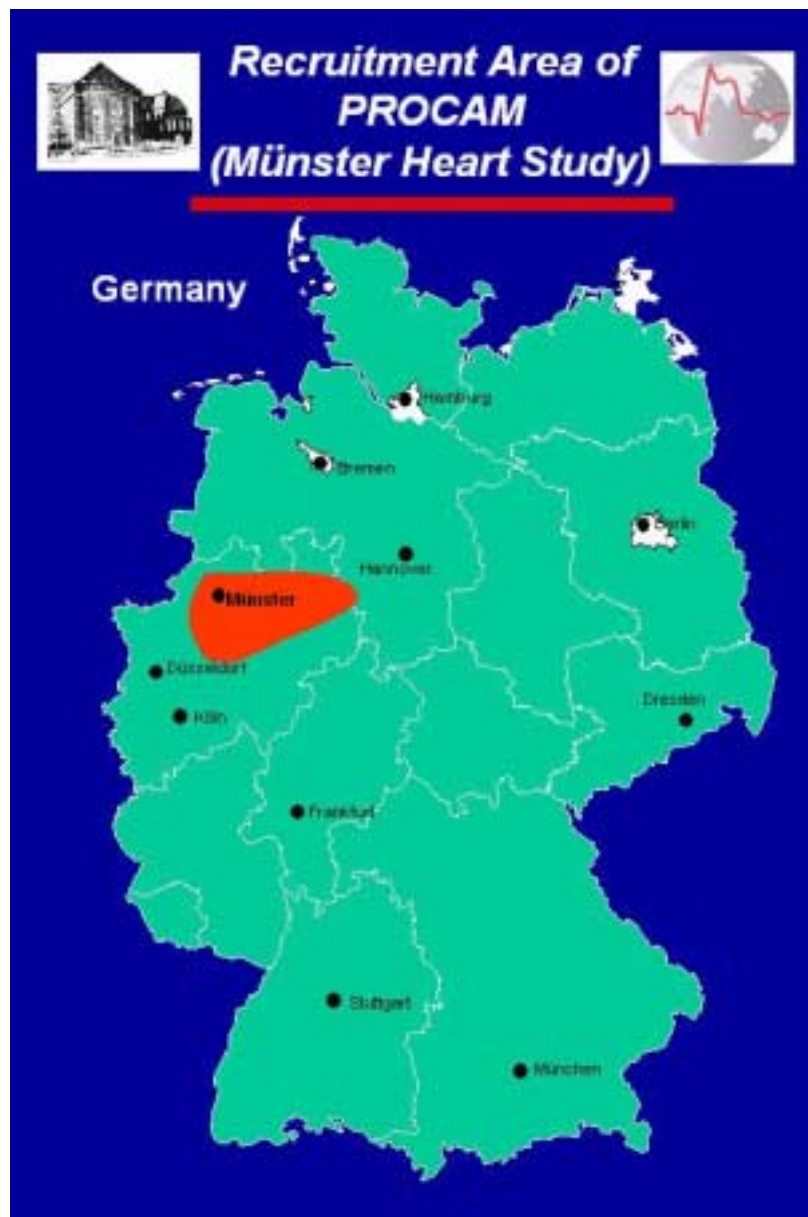 Recruitment Area of
PROCAM
(Münster Heart Study)
Germany
Hamburg
Bremen
Berlin
Hannover
Münster
Düsseldorf
Dresden
Köln
Frankfurt
Stuttgart
München